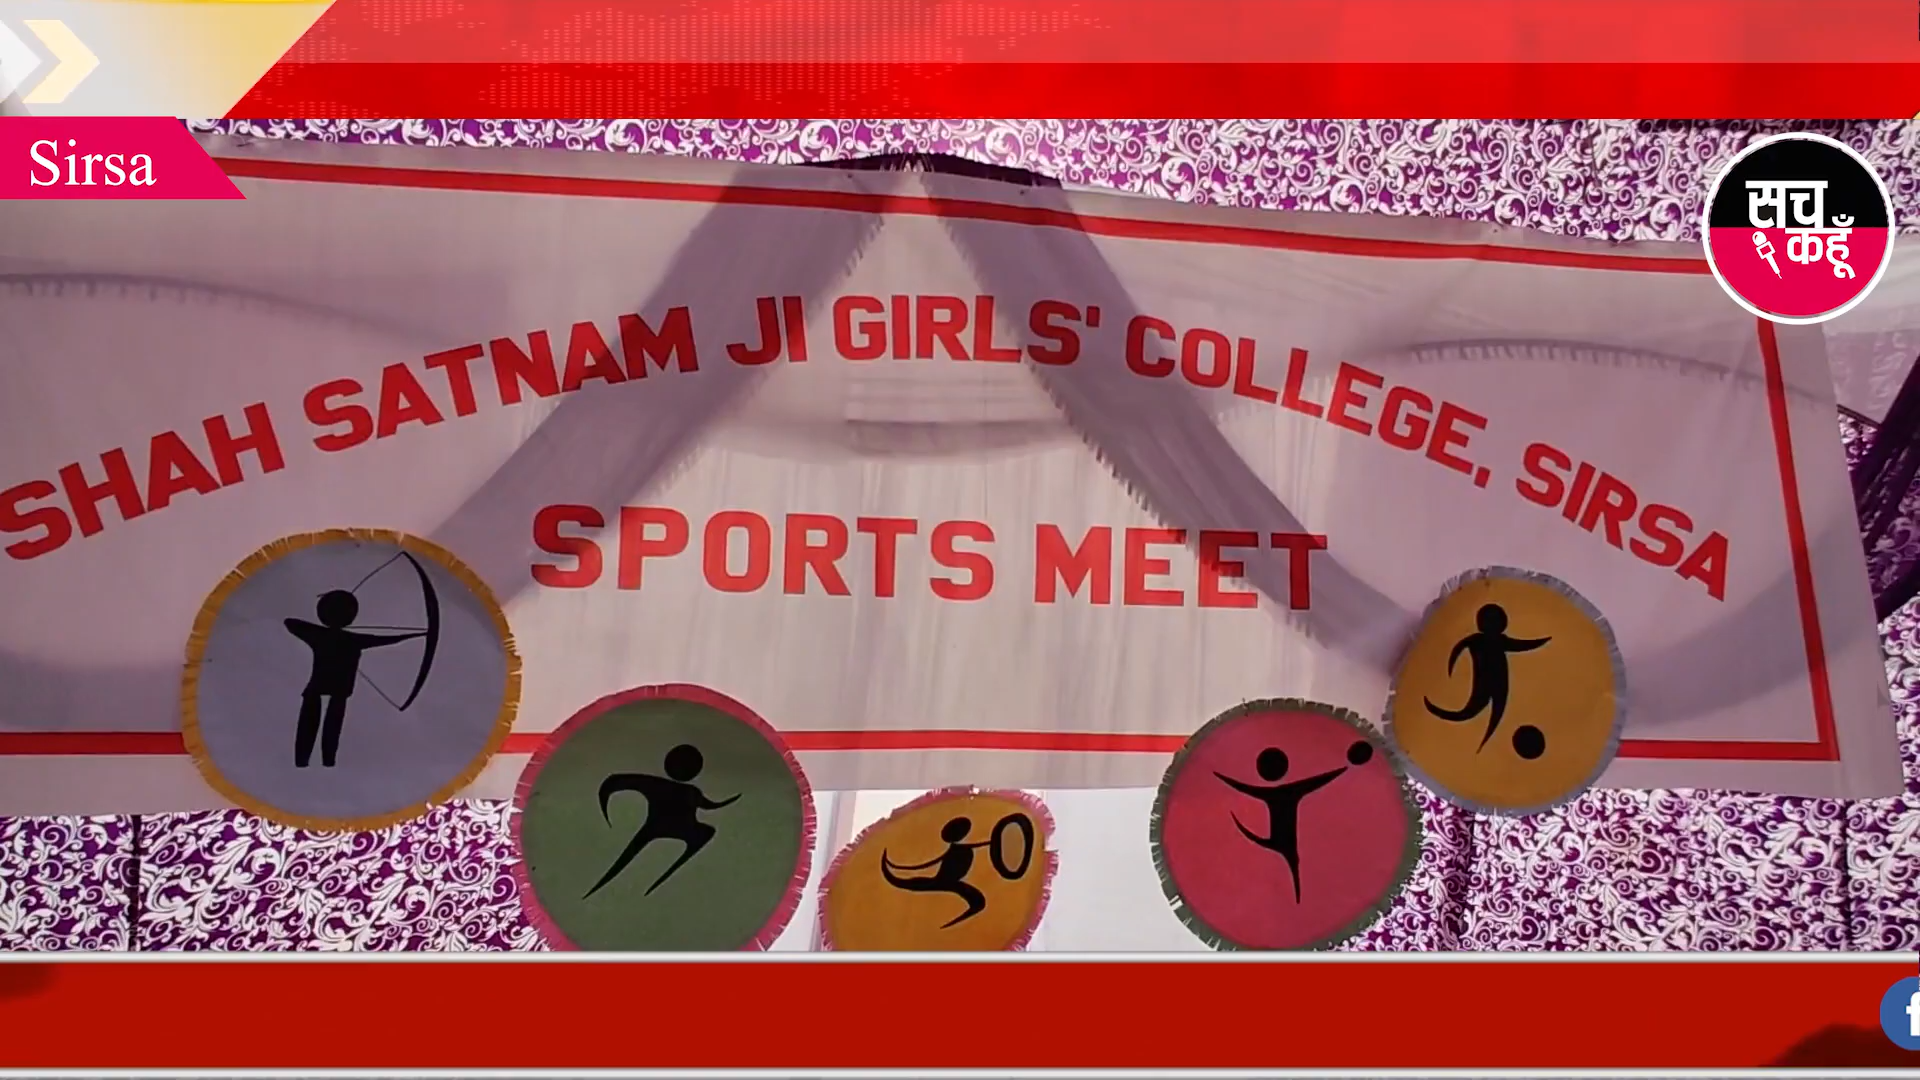 Sirsa
सच
कहूँ
SHAH SATNAM JI GIRLS' COLLEGE, SIRSA
SPORTS MEET
f